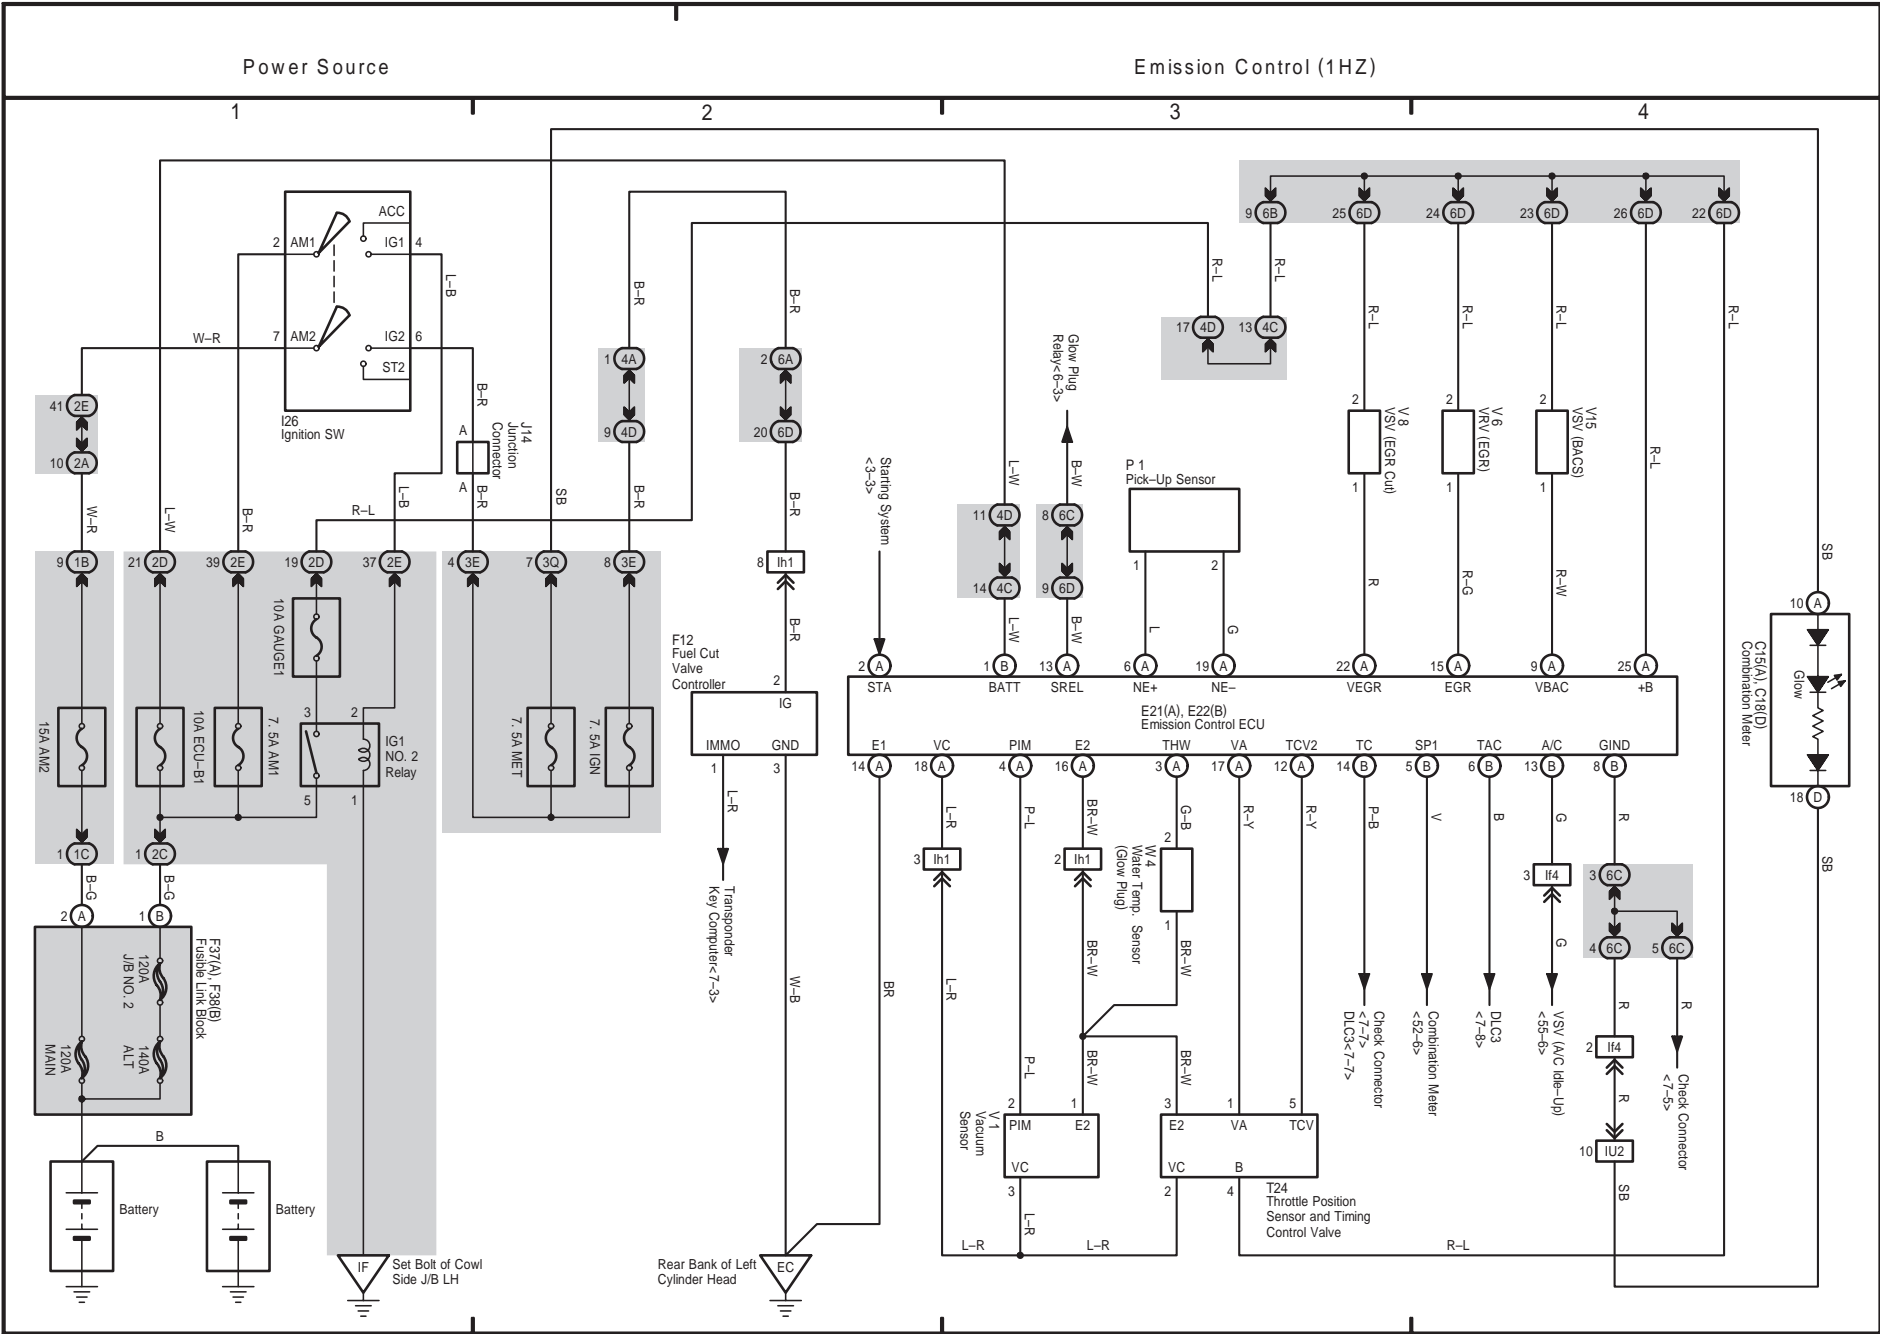 Power Source
Emission Control (1HZ)
1
2
3
4
ACC
2 AM1
IG1 4
7 AM2
IG2 6
ST2
I26
Ignition SW
L–B
W–R
B–R
A
J14
Junction
Connector
A
B–R
L–B
R–L
41 2E
10 2A
W–R
L–W
B–R
SB
B–R
B–R
1 4A
9 4D
B–R
2 6A
20 6D
B–R
9 1B
21 2D
39 2E
19 2D
37 2E
4 3E
7 3Q
8 3E
8 Ih1
B–R
10A GAUGE1
15A AM2
10A ECU–B1
7. 5A AM1
3
2
5
1
IG1
NO. 2
Relay
7. 5A MET
7. 5A IGN
1 1C
1 2C
B–G
B–G
2 A
1 B
F37(A), F38(B)
Fusible Link Block
120A
J/B NO. 2
140A
ALT
120A
MAIN
B
Battery
Battery
IF
Set Bolt of Cowl
Side J/B LH
F12
Fuel Cut
Valve
Controller
2
IG
IMMO
GND
1
3
L–R
Transponder
Key Computer<7–3>
W–B
BR
Rear Bank of Left
Cylinder Head
EC
Starting System
<3–3>
L–W
11 4D
14 4C
L–W
Glow Plug
Relay<6–3>
B–W
8 6C
9 6D
B–W
P 1
Pick–Up Sensor
1
2
L
G
R–L
R–L
17 4D
13 4C
9 6B
25 6D
24 6D
23 6D
26 6D
22 6D
R–L
R–L
R–L
R–L
R–L
2
V 8
VSV (EGR Cut)
1
2
V 6
VRV (EGR)
1
2
V15
VSV (BACS)
1
R
R–G
R–W
2 A
1 B
13 A
6 A
19 A
22 A
15 A
9 A
25 A
STA
BATT
SREL
NE+
NE–
VEGR
EGR
VBAC
+B
E21(A), E22(B)
Emission Control ECU
E1
VC
PIM
E2
THW
VA
TCV2
TC
SP1
TAC
A/C
GIND
14 A
18 A
4 A
16 A
3 A
17 A
12 A
14 B
5 B
6 B
13 B
8 B
L–R
P–L
BR–W
G–B
R–Y
R–Y
P–B
V
B
G
R
3 Ih1
2 Ih1
2
W 4
Water Temp. Sensor
(Glow Plug)
1
3 If4
3 6C
4 6C
5 6C
L–R
BR–W
BR–W
G
R
R
Check Connector
<7–7>
DLC3<7–7>
Combination Meter
<52–6>
DLC3
<7–8>
VSV (A/C Idle–Up)
<55–6>
2 If4
R
10 IU2
SB
Check Connector
<7–5>
P–L
BR–W
BR–W
2
1
PIM
E2
VC
3
V 1
Vacuum
Sensor
3
1
5
E2
VA
TCV
VC
B
2
4
T24
Throttle Position
Sensor and Timing
Control Valve
L–R
L–R
L–R
R–L
SB
10 A
Glow
C15(A), C18(D)
Combination Meter
18 D
SB